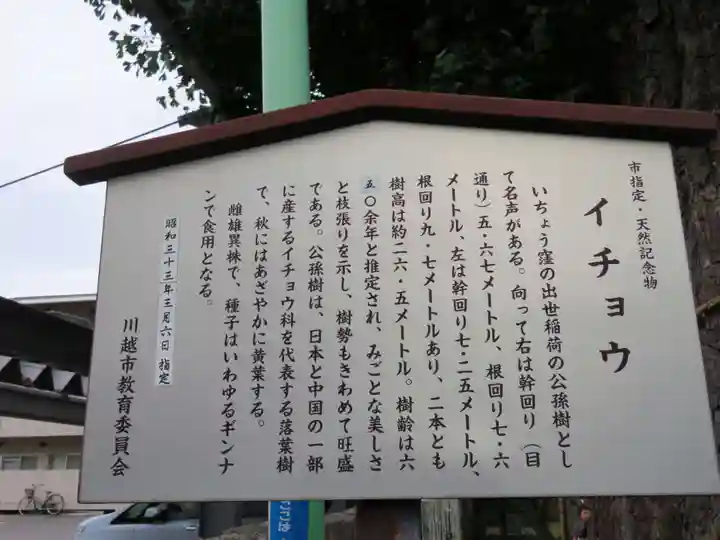 市指定・天然記念物
イチョウ
いちょう窪の出世稲荷の公孫樹とし
て名声がある。向って右は幹回り（目
通り）五・六七メートル、根回り七・六
メートル、左は幹回り七・二五メートル、
根回り九・七メートルあり、二本とも
樹高は約二六・五メートル。樹齢は六
五〇余年と推定され、みごとな美しさ
と枝張りを示し、樹勢もきわめて旺盛
である。公孫樹は、日本と中国の一部
に産するイチョウ科を代表する落葉樹
で、秋にはあざやかに黄葉する。
雌雄異株で、種子はいわゆるギンナ
ンで食用となる。
昭和三十三年三月六日 指定
川越市教育委員会
ここは